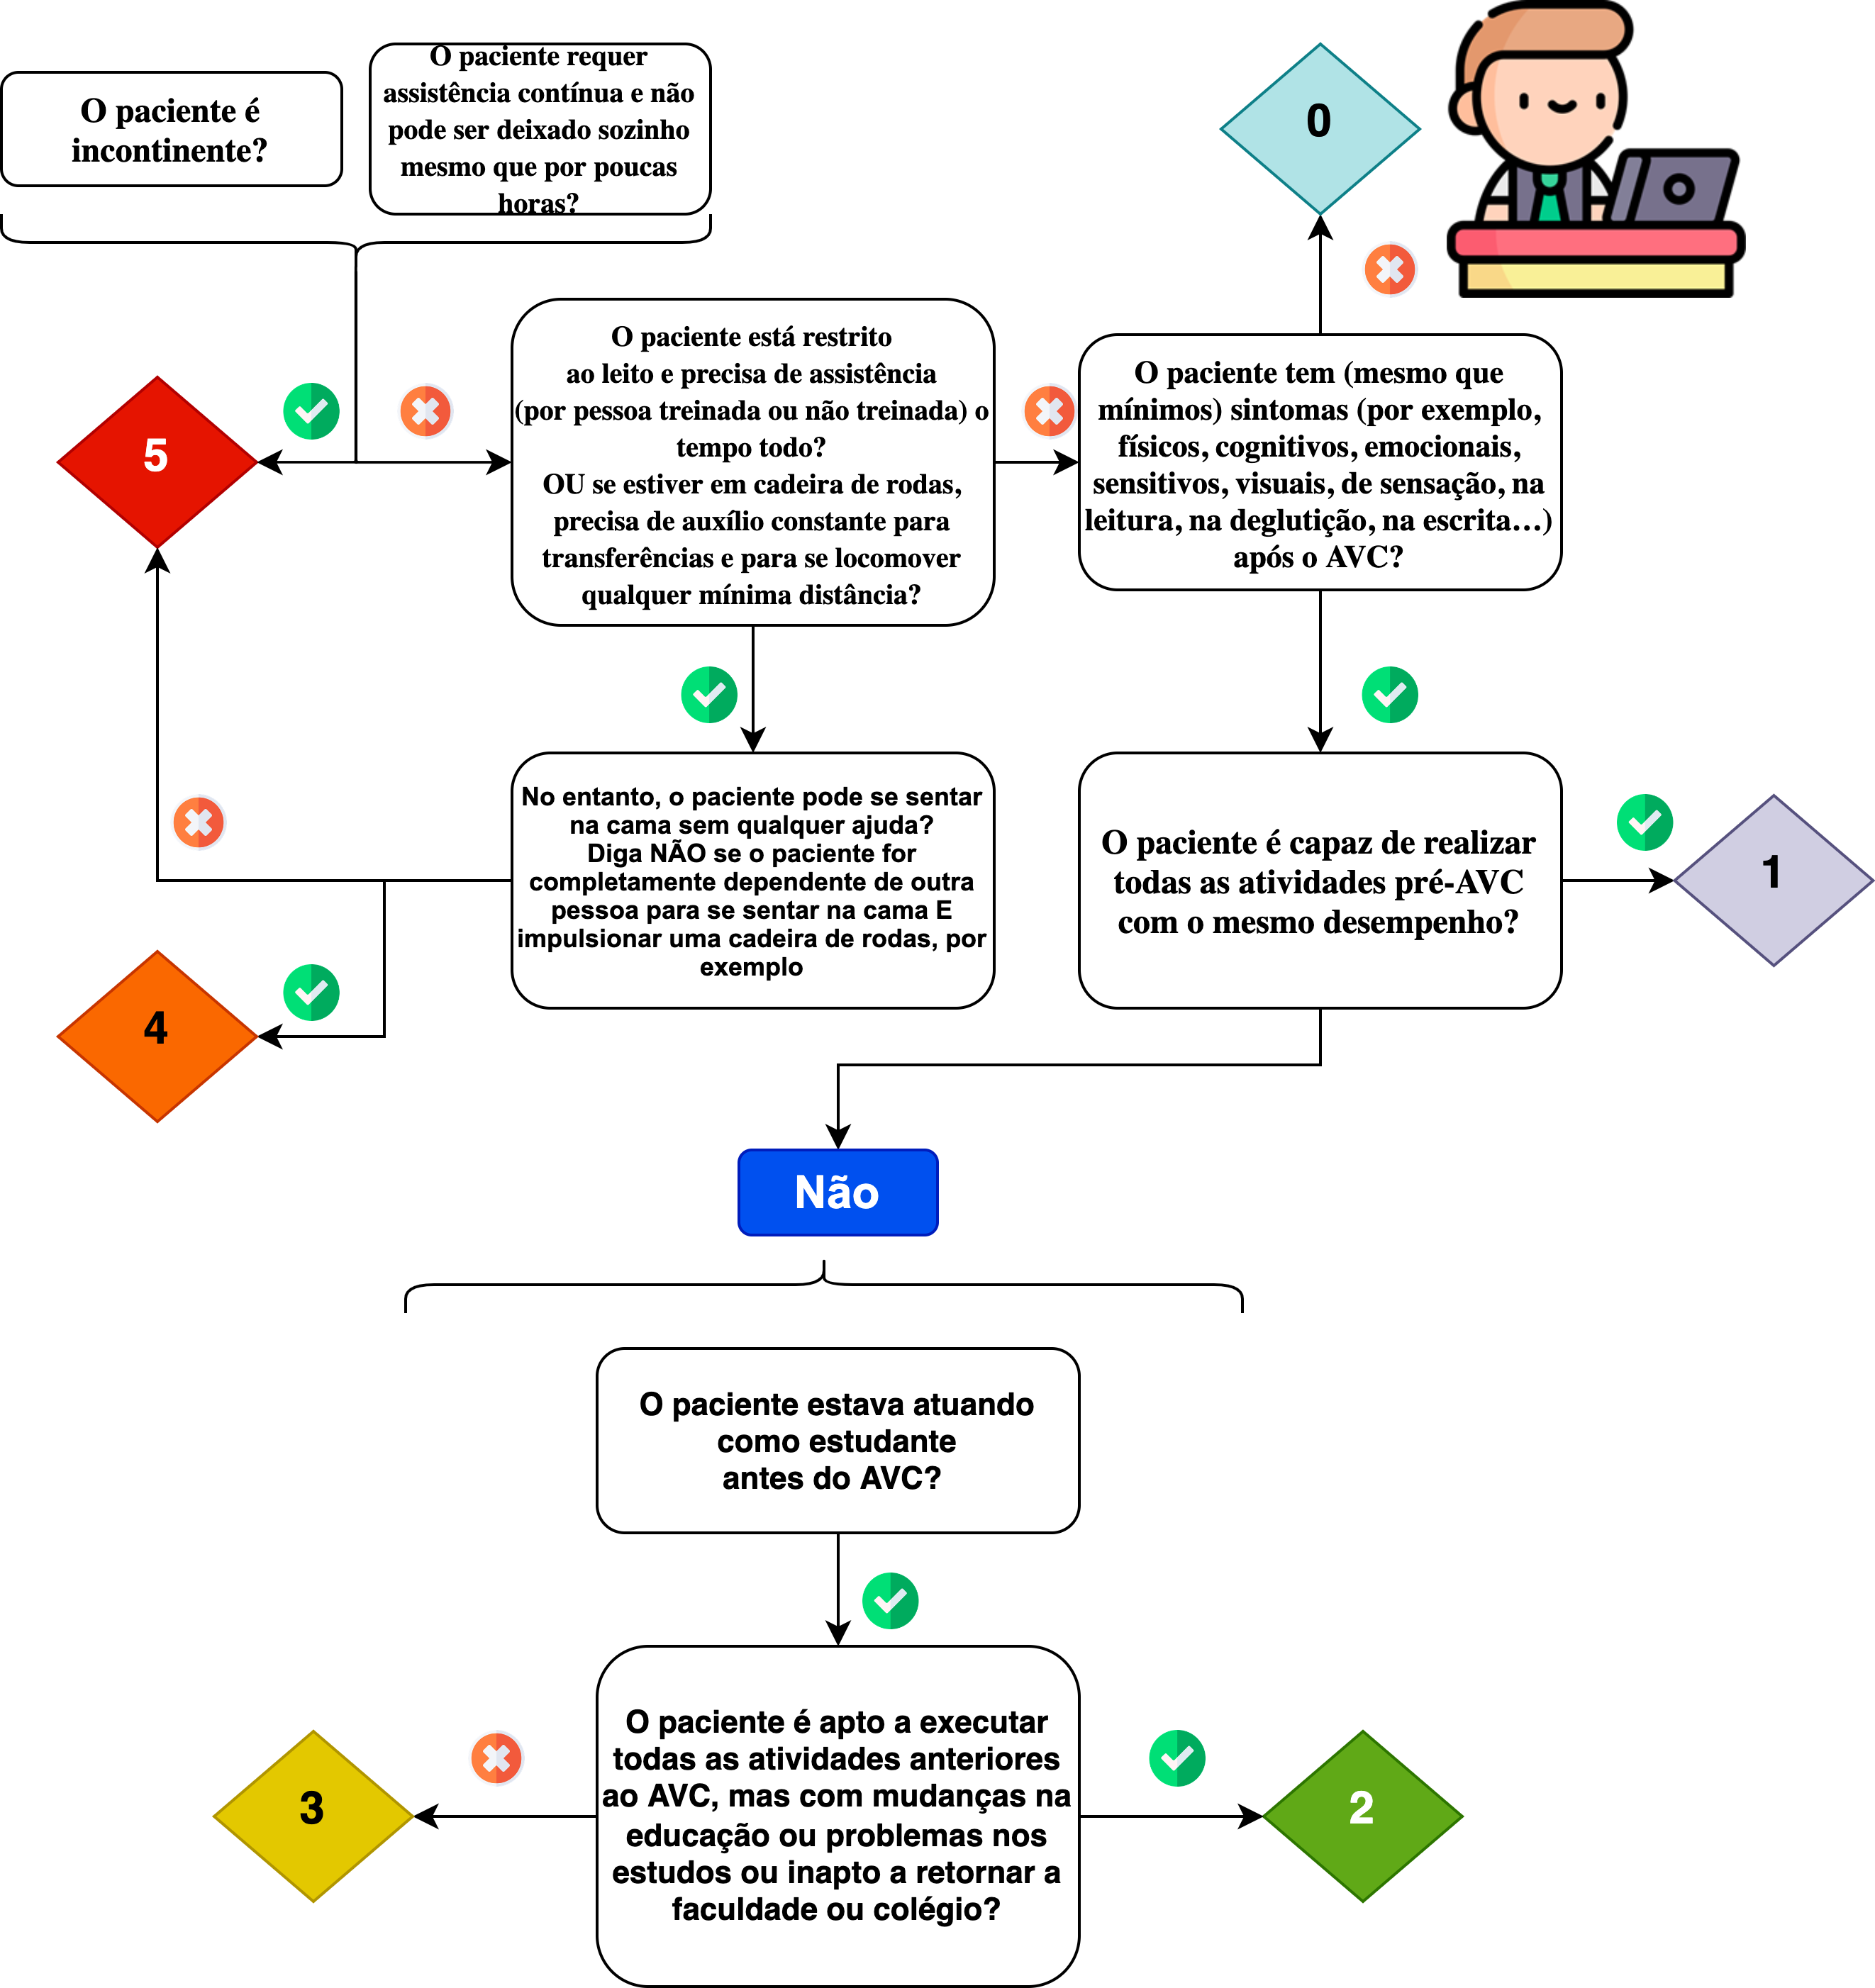 O paciente é
incontinente?
O paciente requer
assistência contínua e não
pode ser deixado sozinho
mesmo que por poucas
horas?
0
O paciente está restrito
ao leito e precisa de assistência
(por pessoa treinada ou não treinada) o
tempo todo?
OU se estiver em cadeira de rodas,
precisa de auxílio constante para
transferências e para se locomover
qualquer mínima distância?
O paciente tem (mesmo que
mínimos) sintomas (por exemplo,
físicos, cognitivos, emocionais,
sensitivos, visuais, de sensação, na
leitura, na deglutição, na escrita…)
após o AVC?
5
No entanto, o paciente pode se sentar
na cama sem qualquer ajuda?
Diga NÃO se o paciente for
completamente dependente de outra
pessoa para se sentar na cama E
impulsionar uma cadeira de rodas, por
exemplo
O paciente é capaz de realizar
todas as atividades pré-AVC
com o mesmo desempenho?
1
4
Não
O paciente estava atuando
como estudante
antes do AVC?
O paciente é apto a executar
todas as atividades anteriores
ao AVC, mas com mudanças na
educação ou problemas nos
estudos ou inapto a retornar a
faculdade ou colégio?
3
2